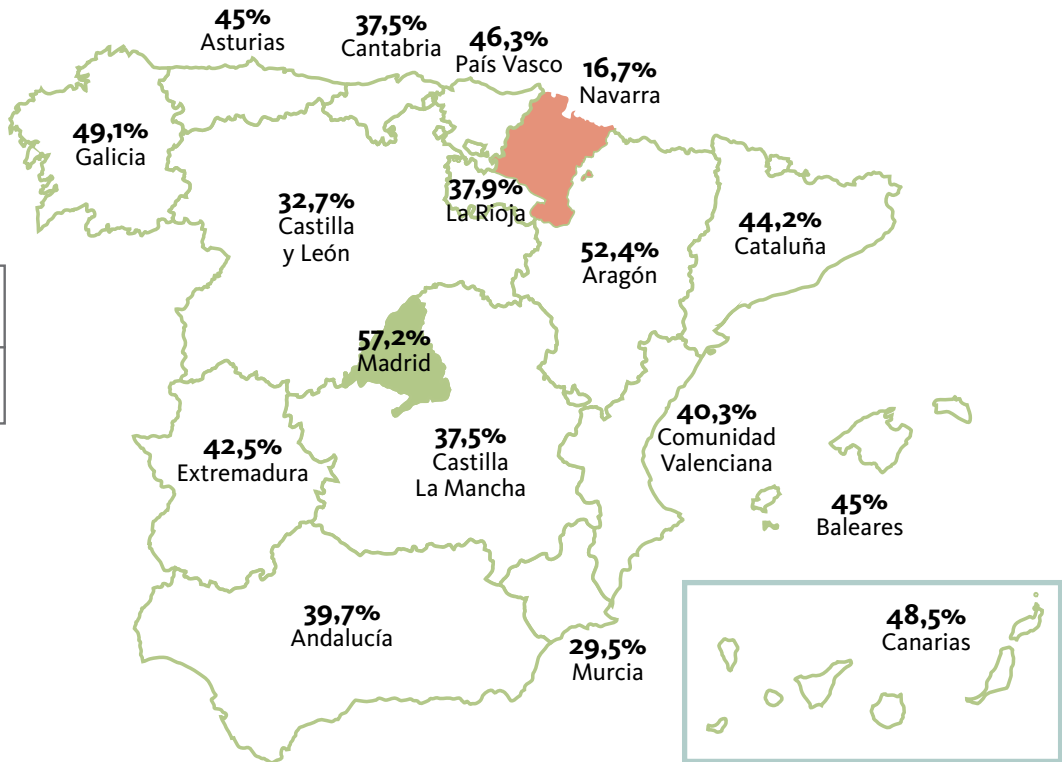 45%
Asturias
37,5%
Cantabria
46,3%
País Vasco
16,7%
Navarra
49,1%
Galicia
32,7%
Castilla
y León
37,9%
La Rioja
52,4%
Aragón
44,2%
Cataluña
57,2%
Madrid
42,5%
Extremadura
37,5%
Castilla
La Mancha
40,3%
Comunidad
Valenciana
45%
Baleares
39,7%
Andalucía
29,5%
Murcia
48,5%
Canarias